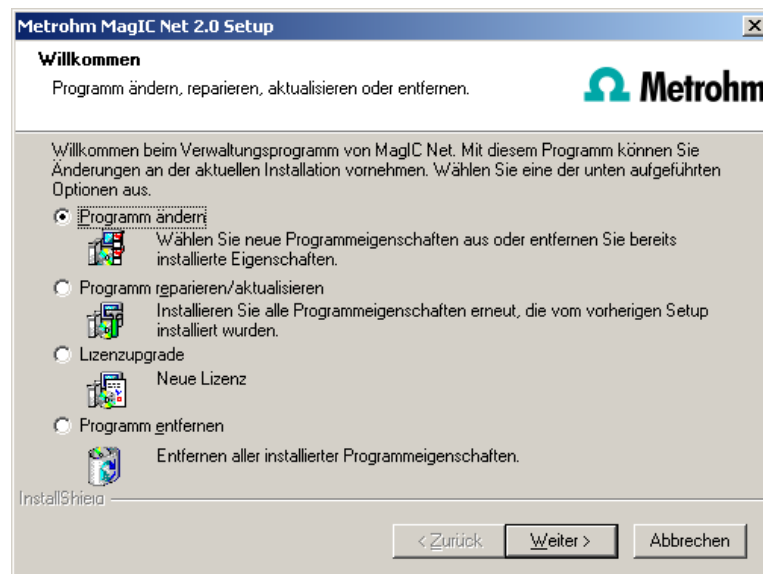 Metrohm MagIC Net 2.0 Setup
Willkommen
Programm ändern, reparieren, aktualisieren oder entfernen.
Metrohm
Willkommen beim Verwaltungsprogramm von MagIC Net. Mit diesem Programm können Sie
Änderungen an der aktuellen Installation vornehmen. Wählen Sie eine der unten aufgeführten
Optionen aus.
Programm ändern
Wählen Sie neue Programmeigenschaften aus oder entfernen Sie bereits
installierte Eigenschaften.
Programm reparieren/aktualisieren
Installieren Sie alle Programmeigenschaften erneut, die vom vorherigen Setup
installiert wurden.
Lizenzupgrade
Neue Lizenz
Programm entfernen
Entfernen aller installierter Programmeigenschaften.
InstallShield
< Zurück
Weiter >
Abbrechen